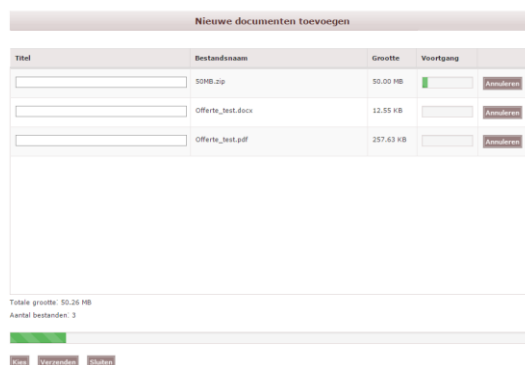 Nieuwe documenten toevoegen
Titel Bestandsnaam Grootte Voortgang
50MB.zip 50.00 MB Annuleren
Offerte_test.docx 12.55 KB Annuleren
Offerte_test.pdf 257.63 KB Annuleren
Totale grootte: 50.26 MB
Aantal bestanden: 3
Kies Verzenden Sluiten